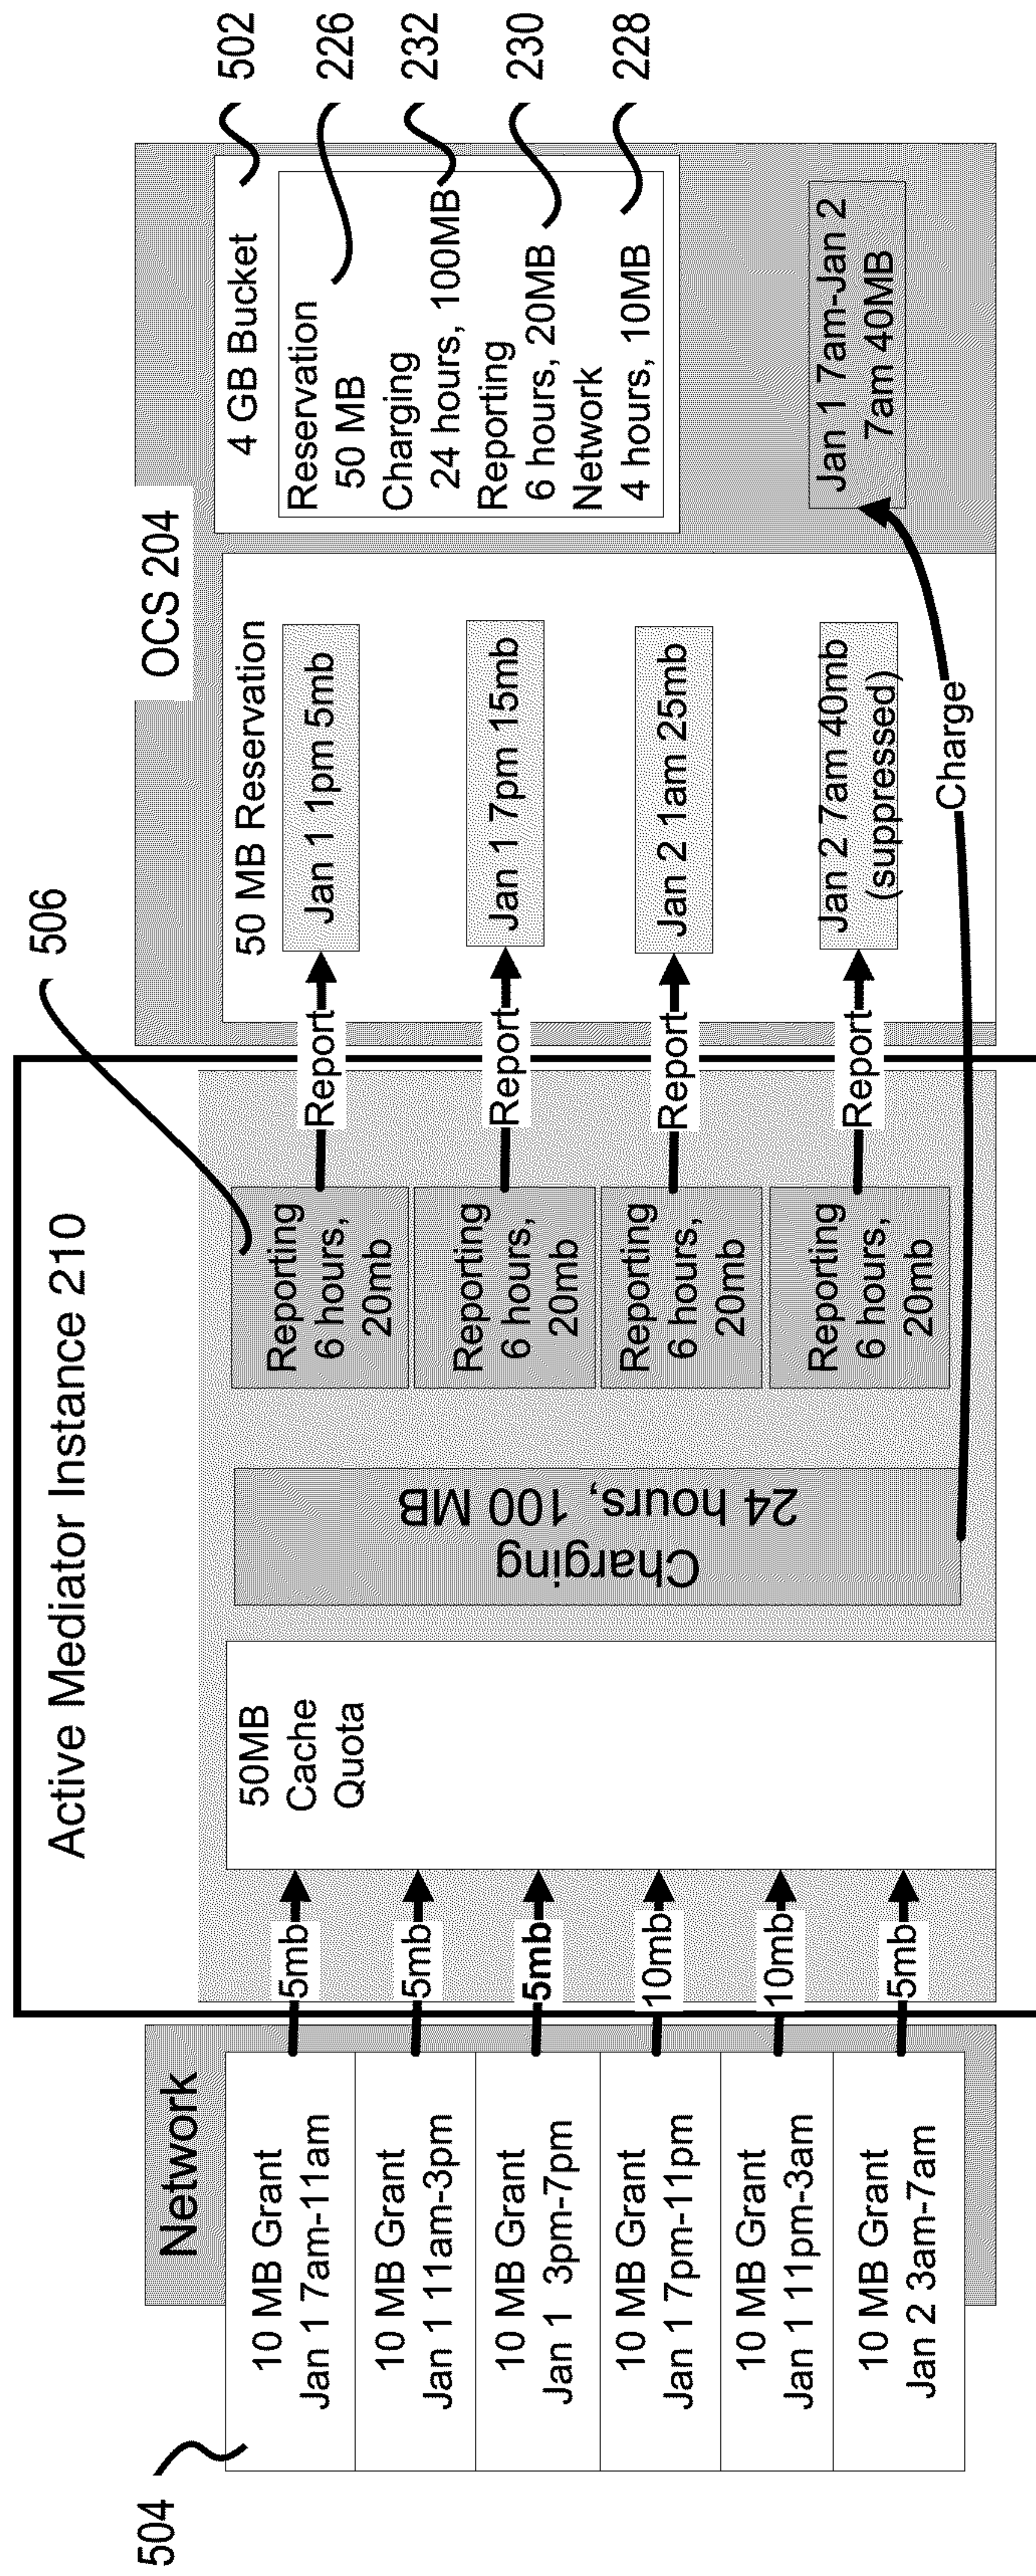 504
Network
10 MB Grant
Jan 1 7am-11am
10 MB Grant
Jan 1 11am-3pm
10 MB Grant
Jan 1 3pm-7pm
10 MB Grant
Jan 1 7pm-11pm
10 MB Grant
Jan 1 11pm-3am
10 MB Grant
Jan 2 3am-7am
5mb
5mb
5mb
10mb
10mb
5mb
Active Mediator Instance 210
50MB
Cache
Quota
Charging
24 hours, 100 MB
506
Reporting
6 hours,
20mb
Reporting
6 hours,
20mb
Reporting
6 hours,
20mb
Reporting
6 hours,
20mb
Report
Report
Report
Report
Charge
OCS 204
50 MB Reservation
Jan 1 1pm 5mb
Jan 1 7pm 15mb
Jan 2 1am 25mb
Jan 2 7am 40mb
(suppressed)
4 GB Bucket
Reservation
50 MB
Charging
24 hours, 100MB
Reporting
6 hours, 20MB
Network
4 hours, 10MB
Jan 1 7am-Jan 2
7am 40MB
502
226
232
230
228